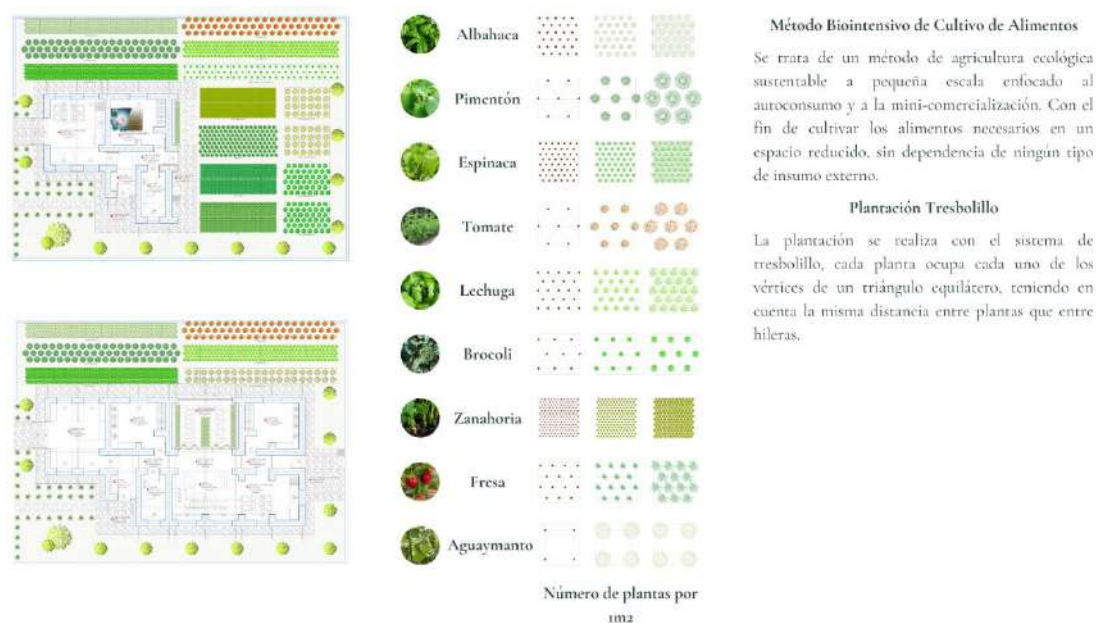 Albahaca
Pimentón
Espinaca
Tomate
Lechuga
Brocoli
Zanahoria
Fresa
Aguaymanto
Número de plantas por
1m2
Método Biointensivo de Cultivo de Alimentos
Se trata de un método de agricultura ecológica
sustentable a pequeña escala enfocado al
autoconsumo y a la mini-comercialización. Con el
fin de cultivar los alimentos necesarios en un
espacio reducido, sin dependencia de ningún tipo
de insumo externo.
Plantación Tresbolillo
La plantación se realiza con el sistema de
tresbolillo, cada planta ocupa cada uno de los
vértices de un triángulo equilátero, teniendo en
cuenta la misma distancia entre plantas que entre
hileras.